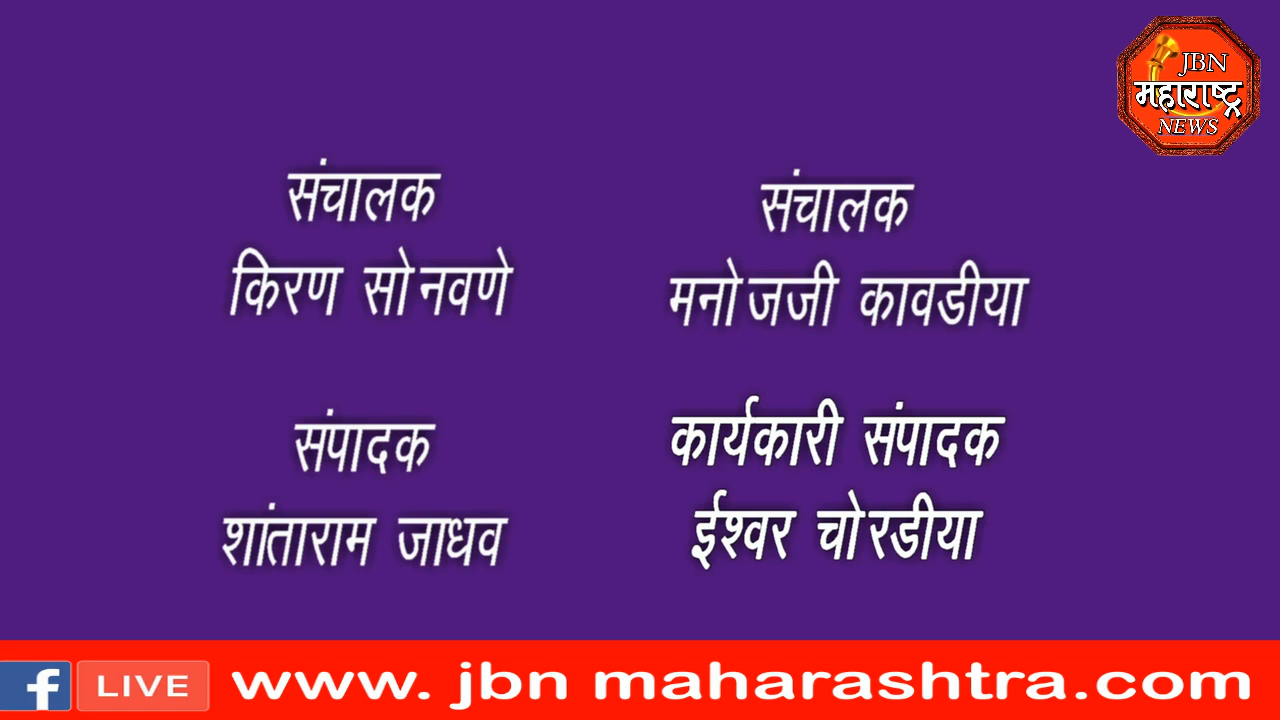 JBN
महाराष्ट्र
NEWS
संचालक
किरण सोनवणे
संचालक
मनोजजी कावडीया
संपादक
शांताराम जाधव
कार्यकारी संपादक
ईश्वर चोरडीया
f LIVE www. jbn maharashtra.com